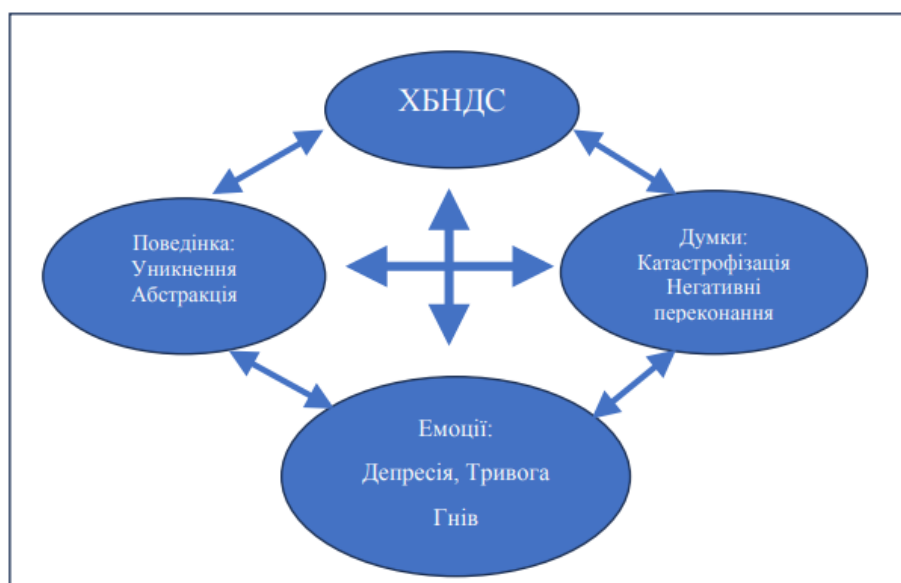 ХБНДС
Поведінка:
Уникнення
Абстракція
Думки:
Катастрофізація
Негативні
переконання
Емоції:
Депресія, Тривога
Гнів